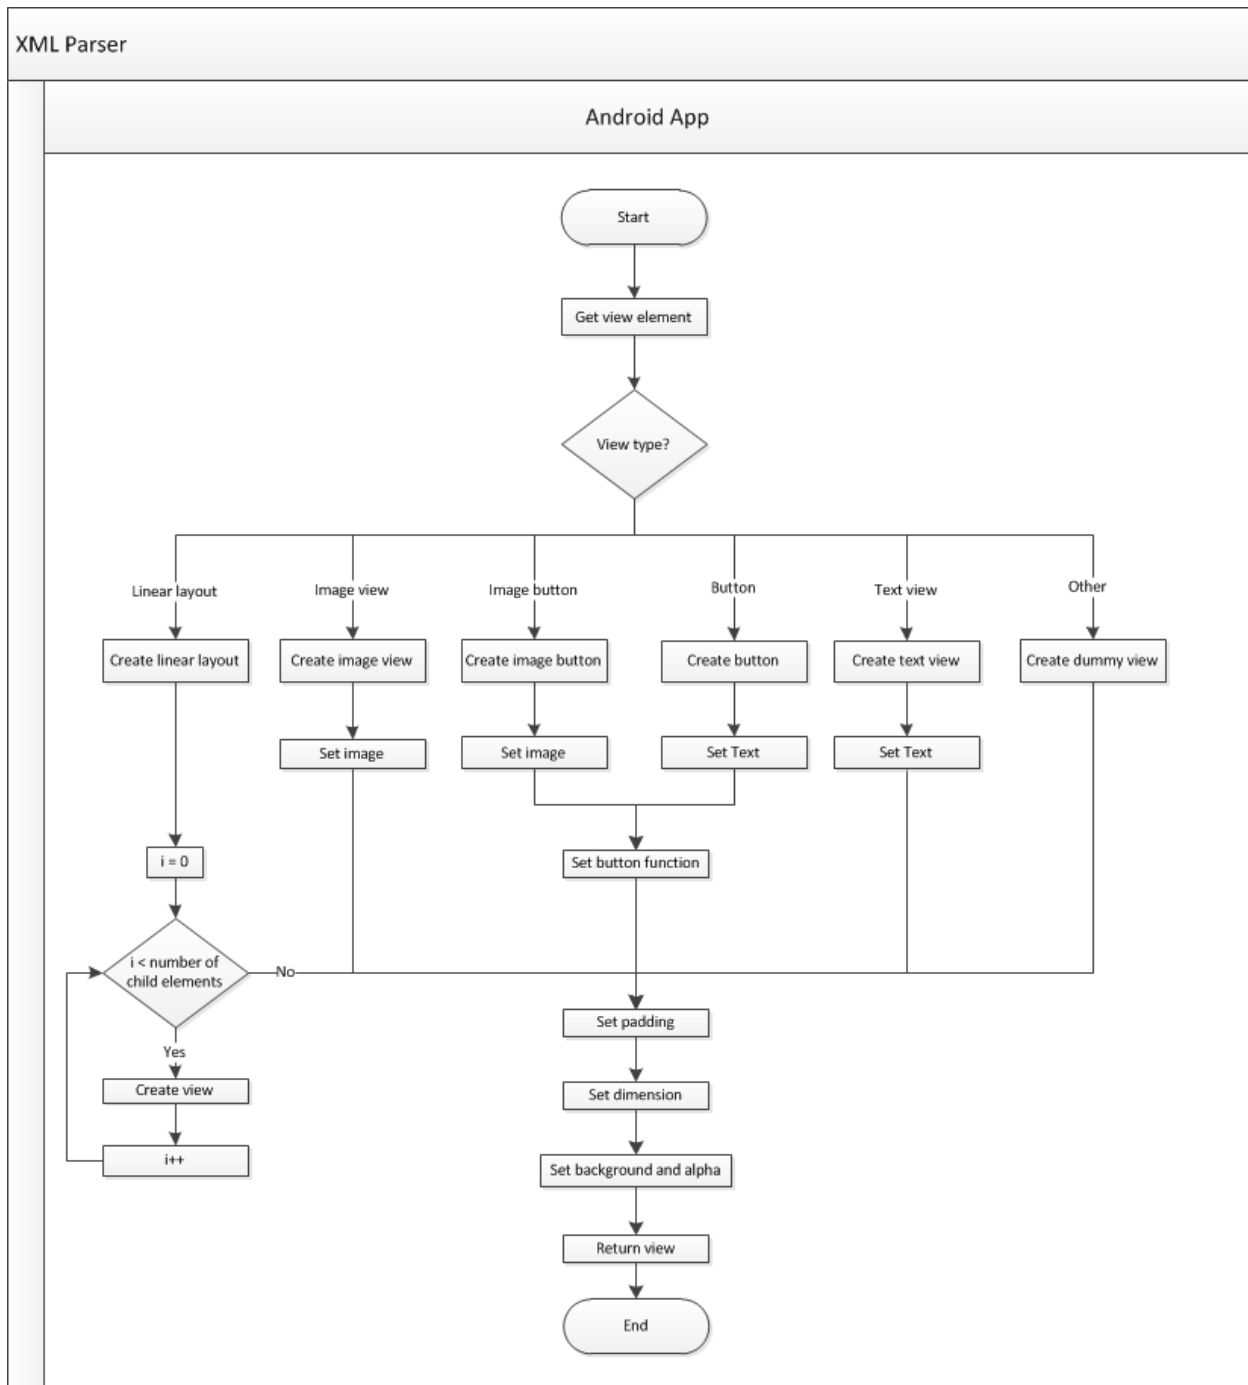 XML Parser
Android App
Start
Get view element
View type?
Linear layout
Image view
Image button
Button
Text view
Other
Create linear layout
Create image view
Create image button
Create button
Create text view
Create dummy view
Set image
Set image
Set Text
Set Text
i = 0
Set button function
i < number of
child elements
No
Set padding
Yes
Create view
Set dimension
i++
Set background and alpha
Return view
End